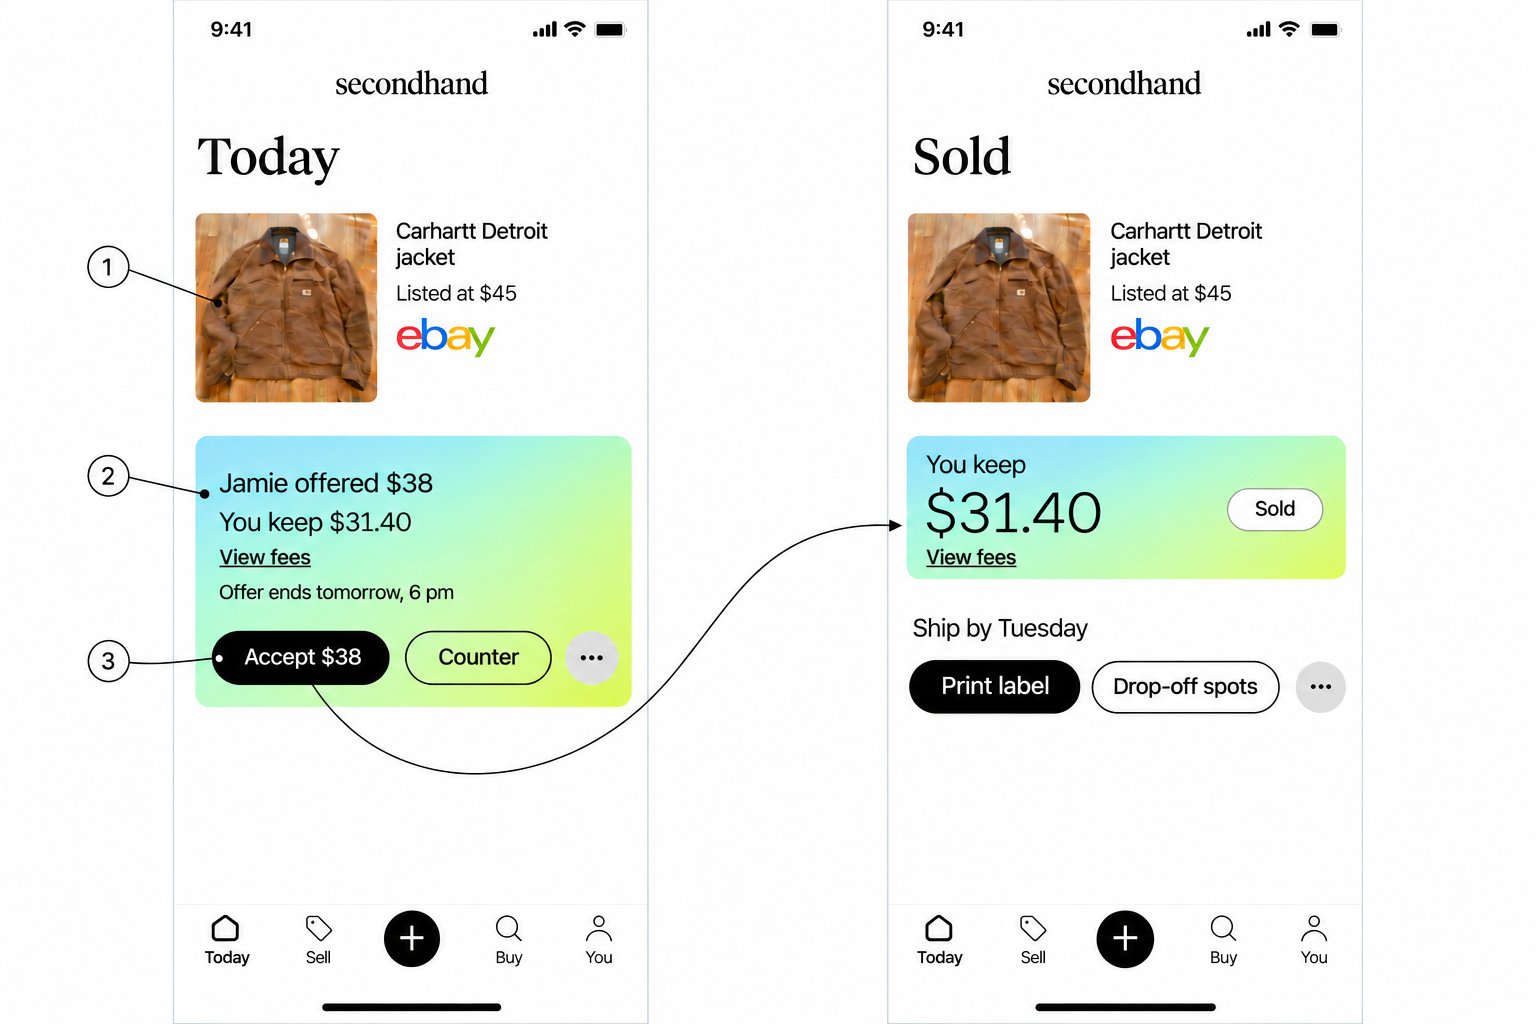 9:41
secondhand
Today
Carhartt Detroit
jacket
Listed at $45
ebay
1
2
Jamie offered $38
You keep $31.40
View fees
Offer ends tomorrow, 6 pm
3
Accept $38
Counter
Today
Sell
Buy
You
9:41
secondhand
Sold
Carhartt Detroit
jacket
Listed at $45
ebay
You keep
$31.40
Sold
View fees
Ship by Tuesday
Print label
Drop-off spots
Today
Sell
Buy
You